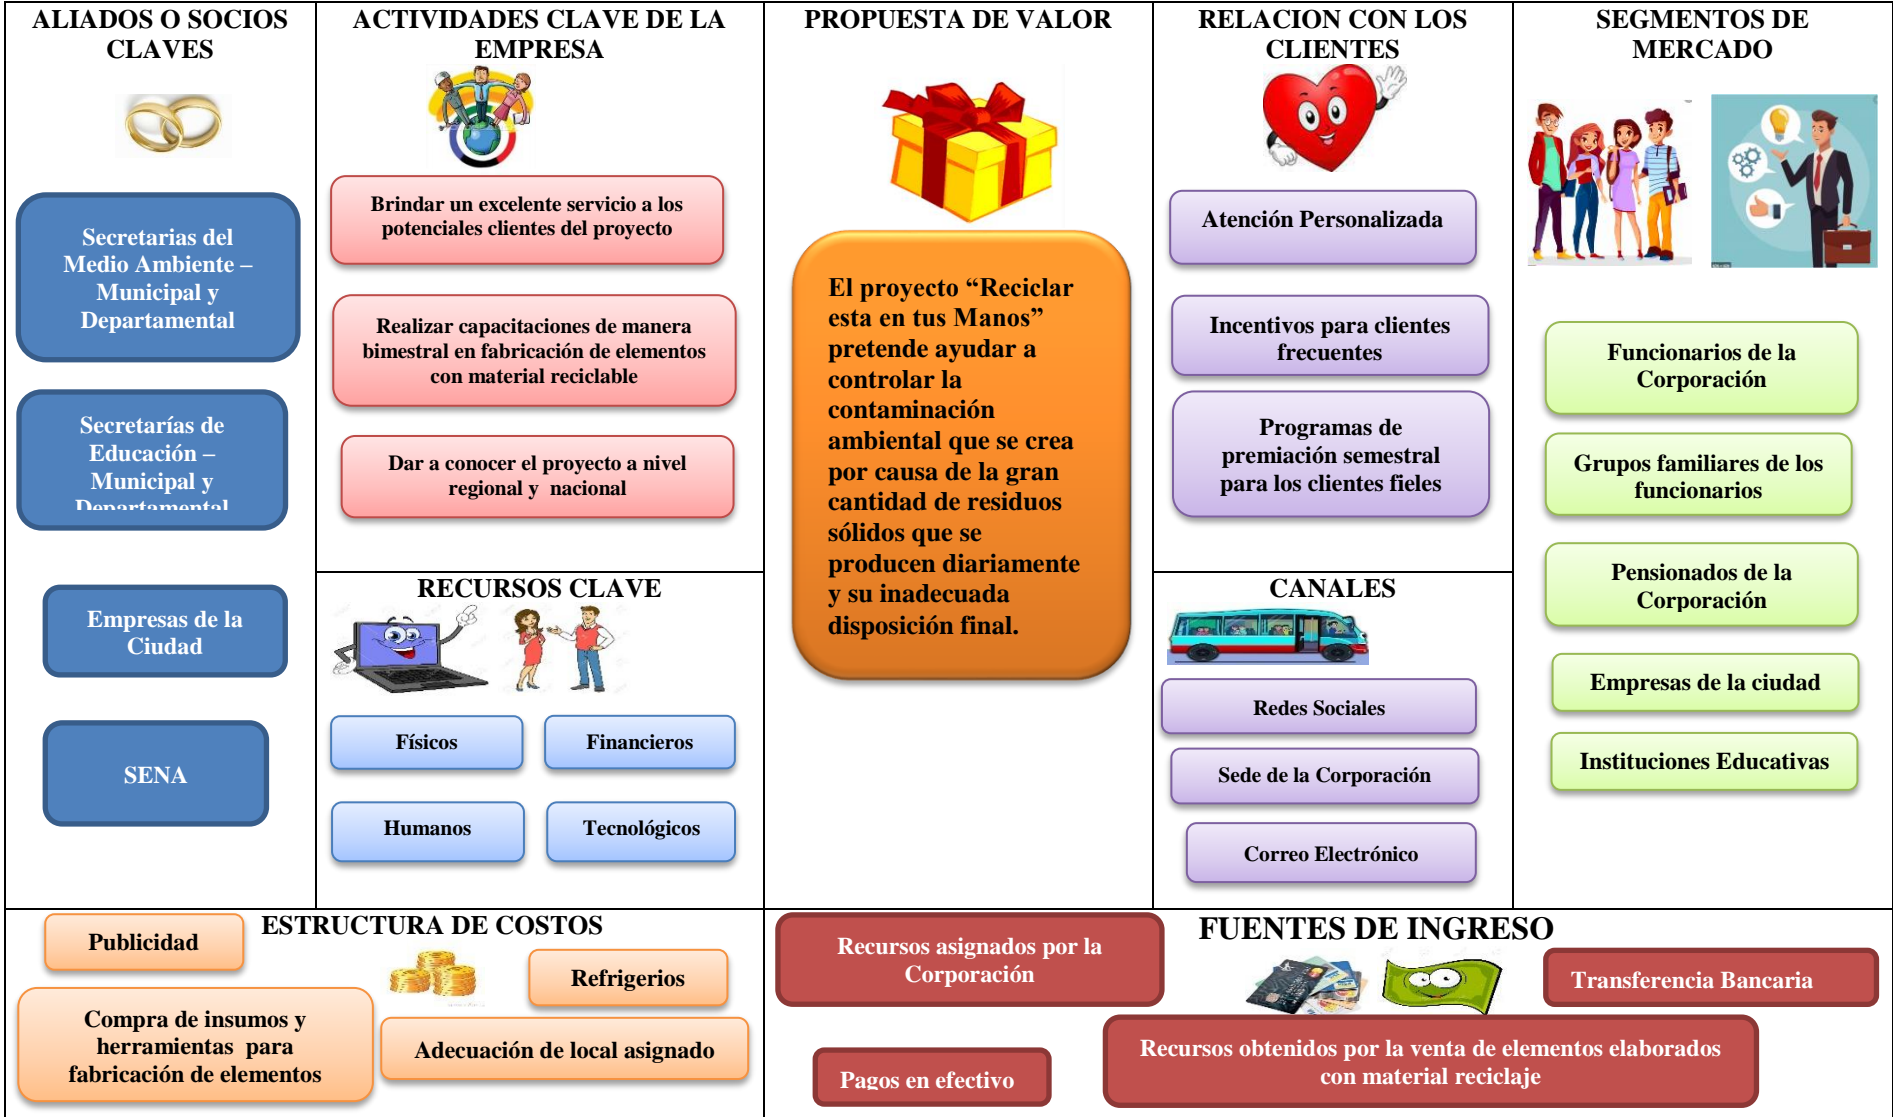 ALIADOS O SOCIOS
CLAVES
Secretarias del
Medio Ambiente –
Municipal y
Departamental
Secretarías de
Educación –
Municipal y
Departamental
Empresas de la
Ciudad
SENA
ACTIVIDADES CLAVE DE LA
EMPRESA
Brindar un excelente servicio a los
potenciales clientes del proyecto
Realizar capacitaciones de manera
bimestral en fabricación de elementos
con material reciclable
Dar a conocer el proyecto a nivel
regional y nacional
RECURSOS CLAVE
Físicos
Financieros
Humanos
Tecnológicos
PROPUESTA DE VALOR
El proyecto “Reciclar
esta en tus Manos”
pretende ayudar a
controlar la
contaminación
ambiental que se crea
por causa de la gran
cantidad de residuos
sólidos que se
producen diariamente
y su inadecuada
disposición final.
RELACION CON LOS
CLIENTES
Atención Personalizada
Incentivos para clientes
frecuentes
Programas de
premiación semestral
para los clientes fieles
CANALES
Redes Sociales
Sede de la Corporación
Correo Electrónico
SEGMENTOS DE
MERCADO
Funcionarios de la
Corporación
Grupos familiares de los
funcionarios
Pensionados de la
Corporación
Empresas de la ciudad
Instituciones Educativas
ESTRUCTURA DE COSTOS
Publicidad
Refrigerios
Compra de insumos y
herramientas para
fabricación de elementos
Adecuación de local asignado
FUENTES DE INGRESO
Recursos asignados por la
Corporación
Transferencia Bancaria
Pagos en efectivo
Recursos obtenidos por la venta de elementos elaborados
con material reciclaje